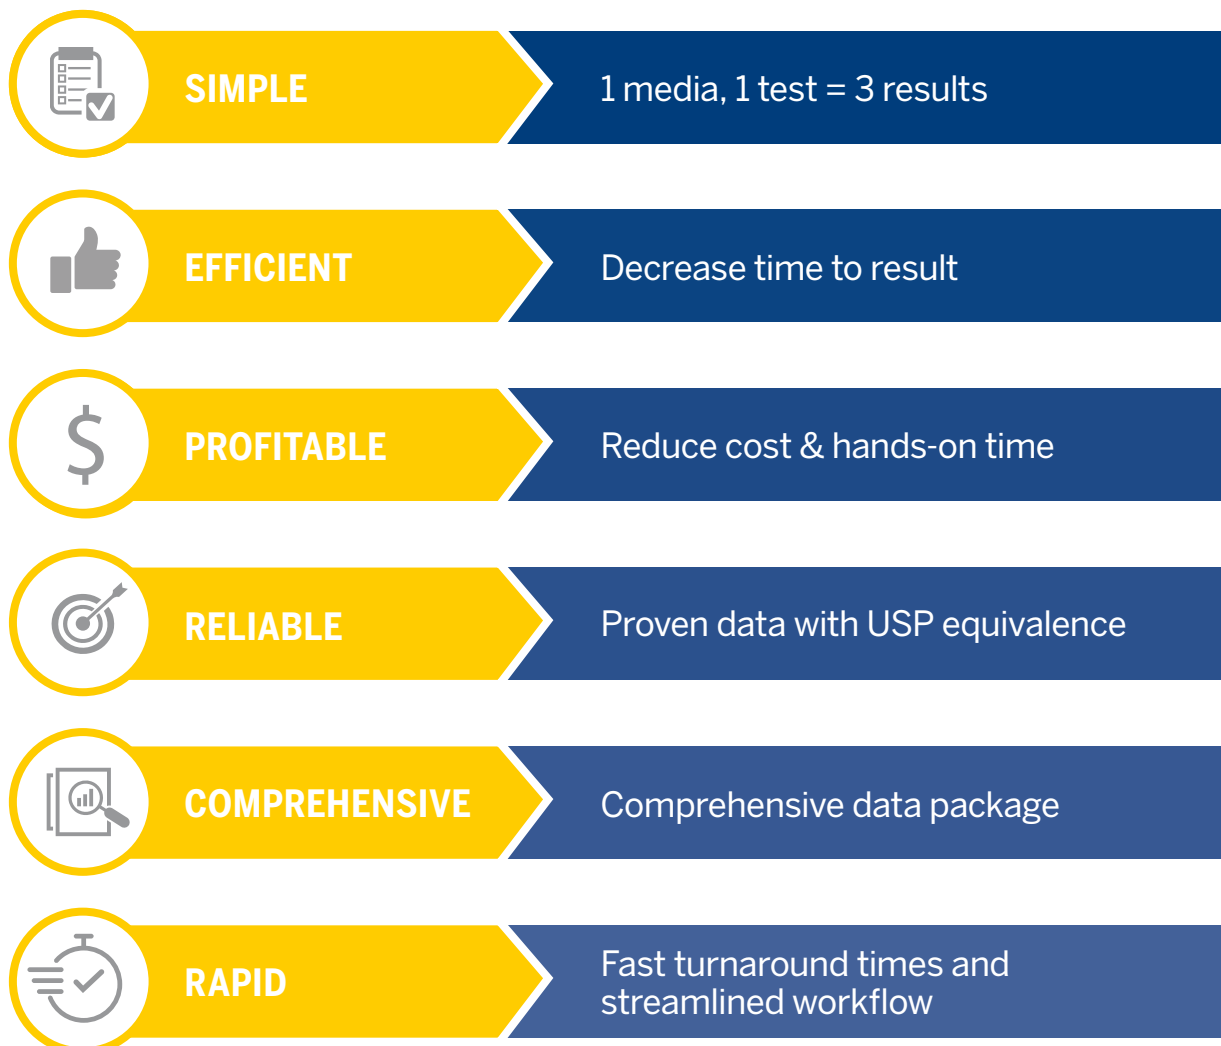 SIMPLE
1 media, 1 test = 3 results
EFFICIENT
Decrease time to result
PROFITABLE
Reduce cost & hands-on time
RELIABLE
Proven data with USP equivalence
COMPREHENSIVE
Comprehensive data package
RAPID
Fast turnaround times and
streamlined workflow